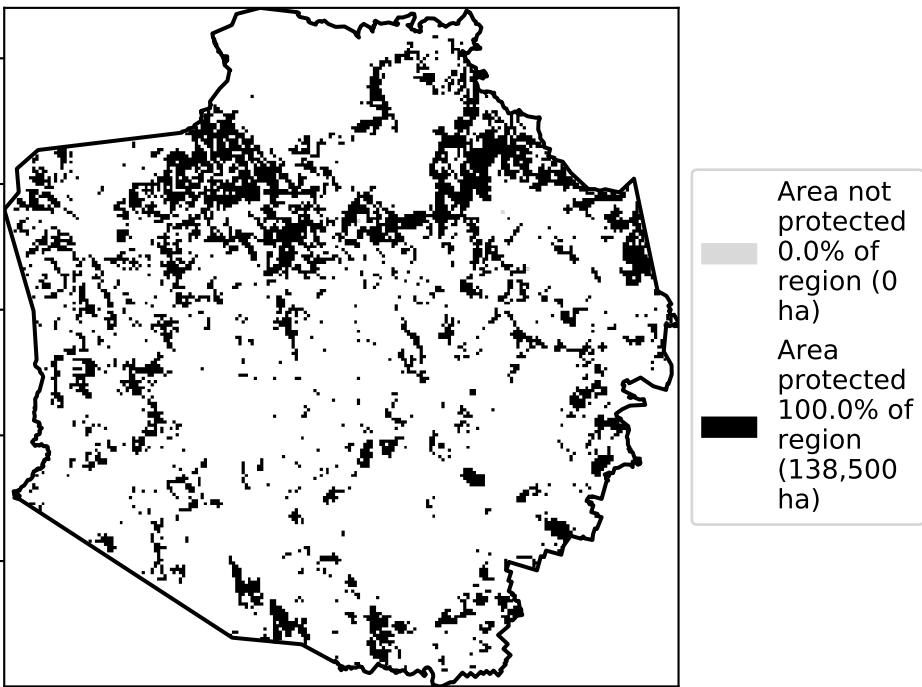 Area not
protected
0.0% of
region (0
ha)
Area
protected
100.0% of
region
(138,500
ha)